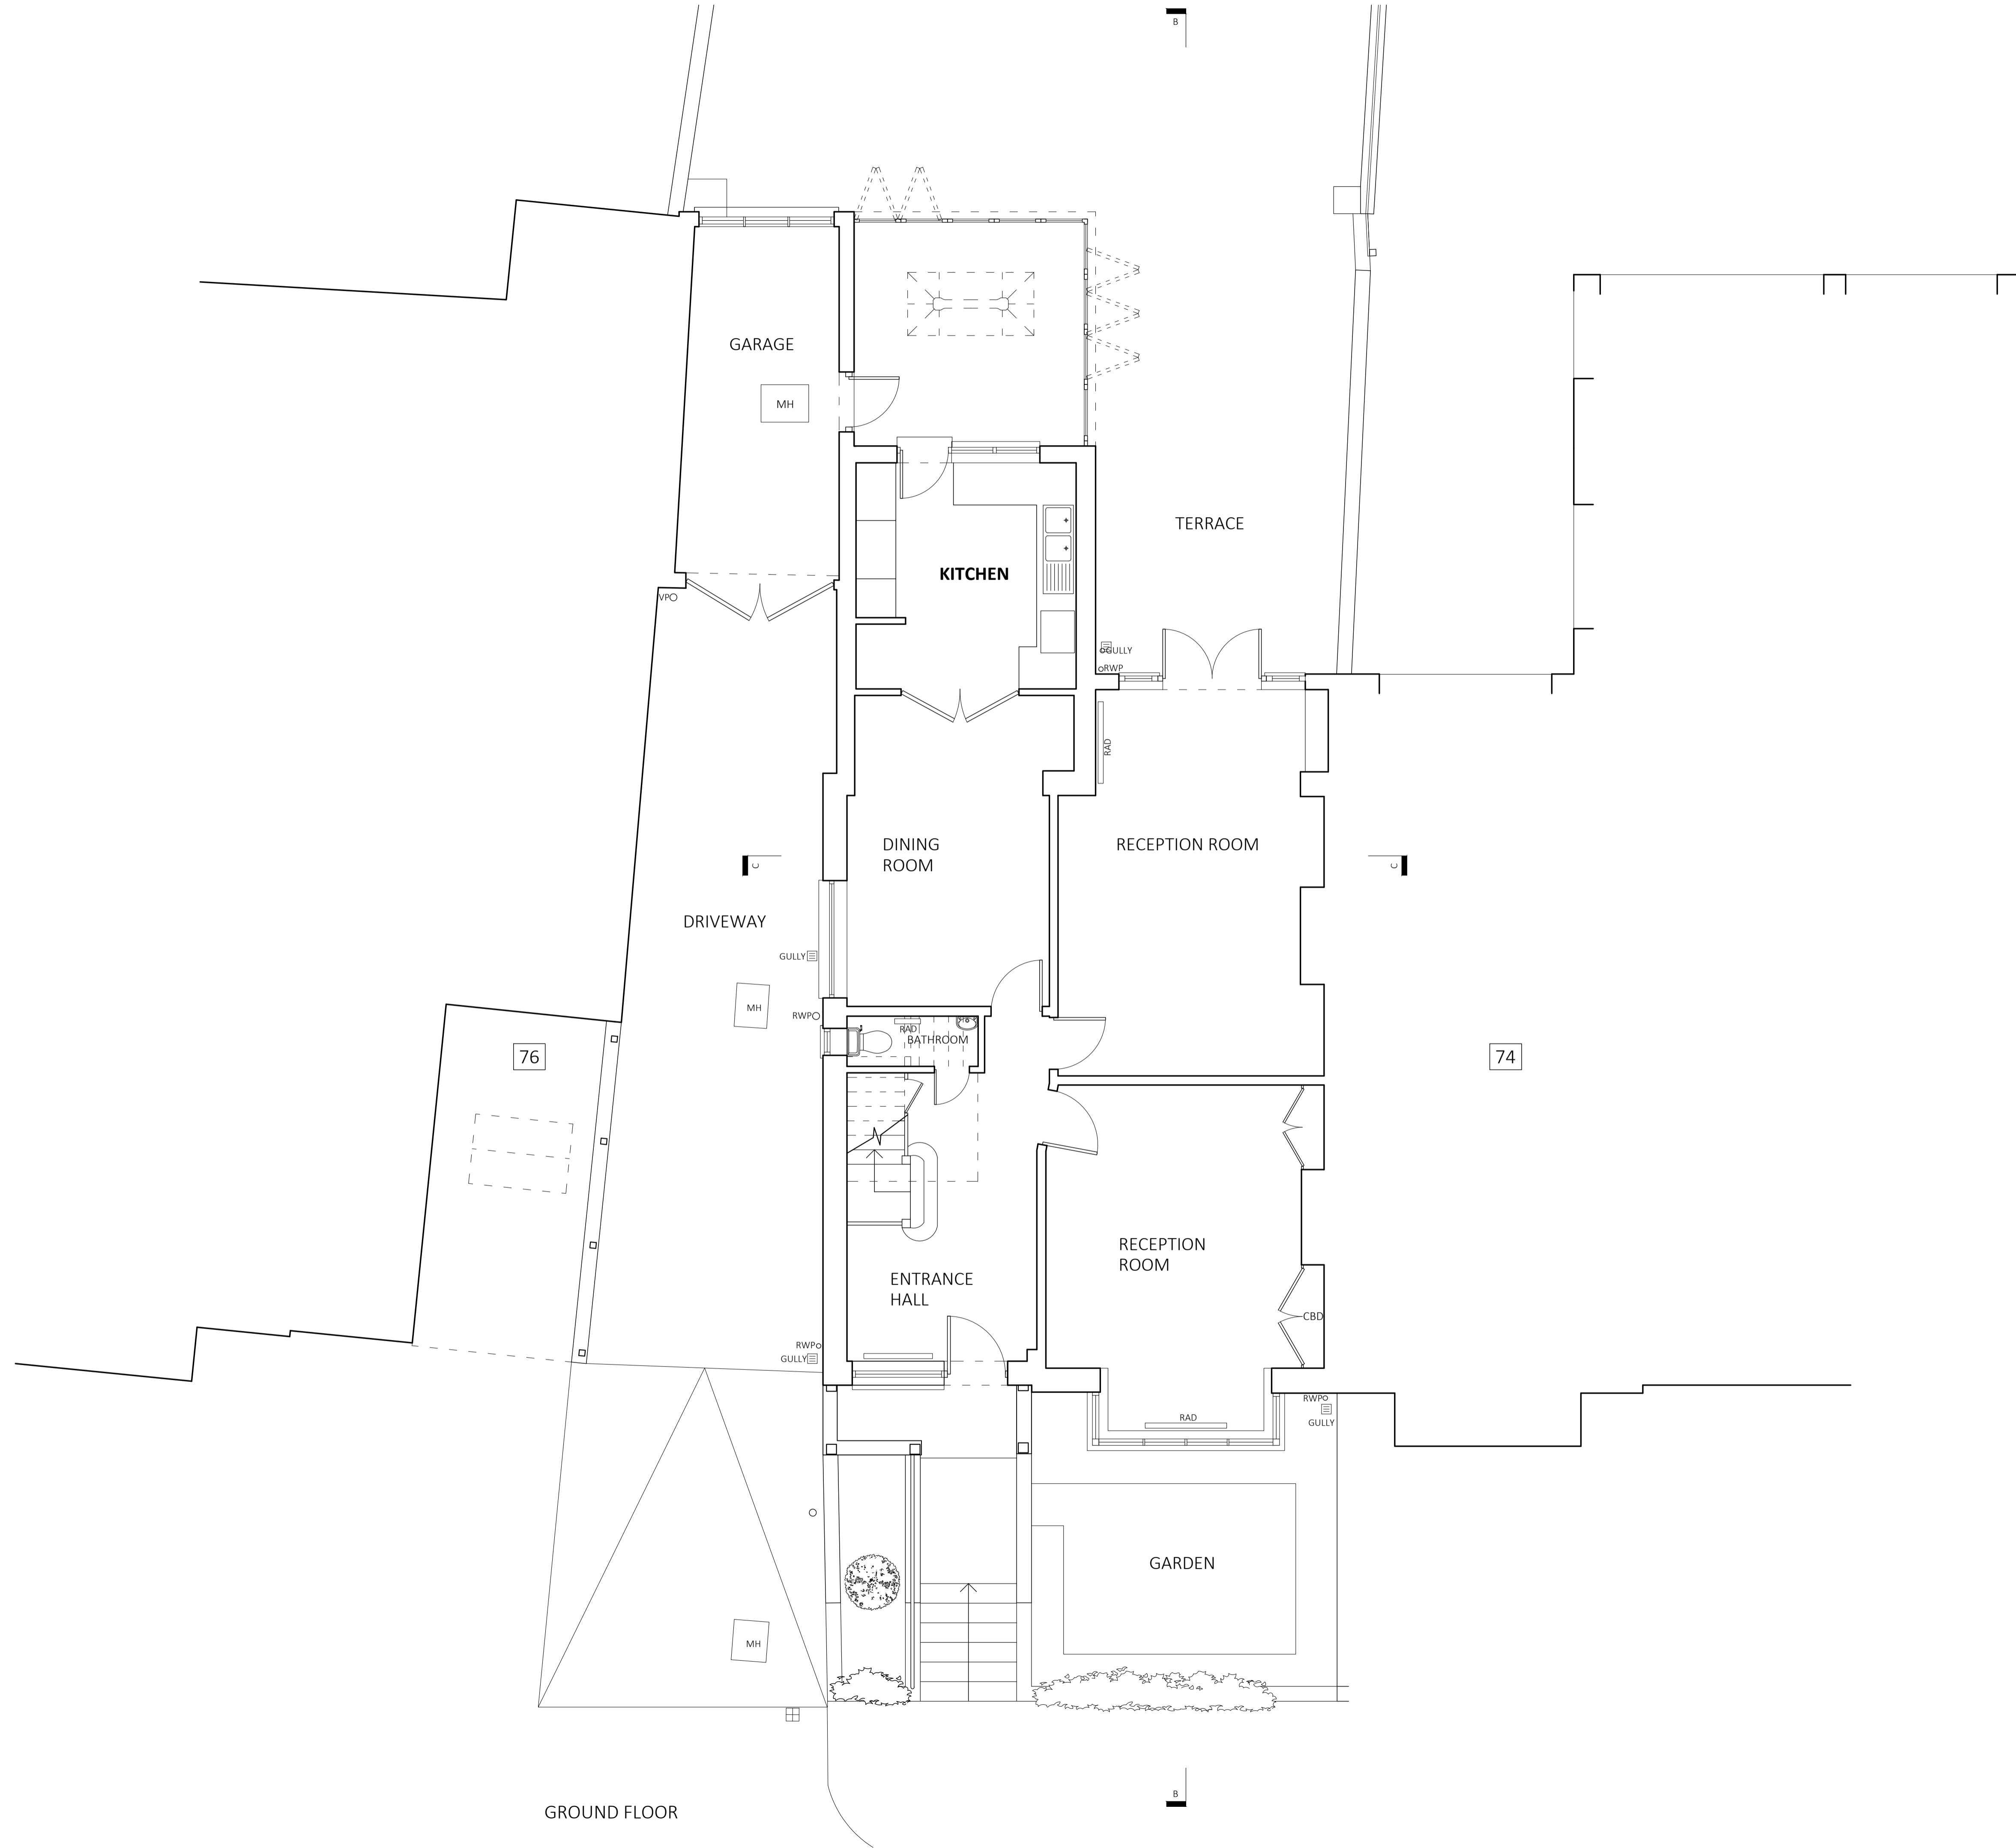 B
GARAGE
MH
TERRACE
KITCHEN
VP
GULLY
RWP
RAD
DINING
ROOM
RECEPTION ROOM
C
C
DRIVEWAY
GULLY
MH
RWP
RAD
BATHROOM
76
74
RECEPTION
ROOM
ENTRANCE
HALL
CBD
RWP
GULLY
RWP
GULLY
RAD
GARDEN
MH
B
GROUND FLOOR